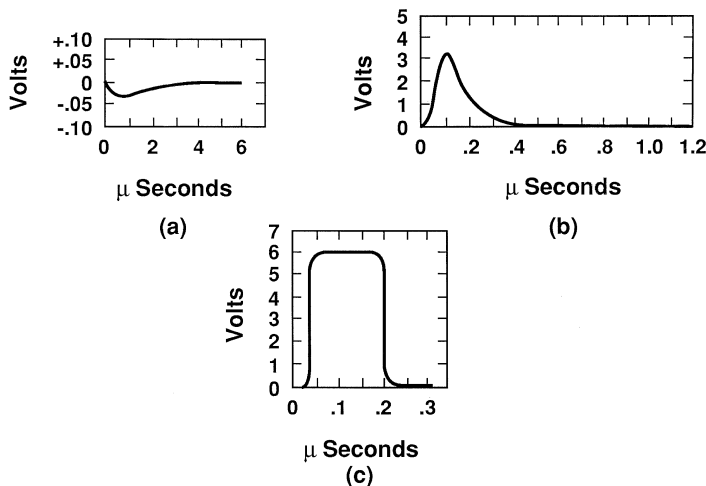 Volts
+.10
+.05
0
-.05
-.10
0 2 4 6
μ Seconds
(a)
Volts
5
4
3
2
1
0
0 .2 .4 .6 .8 1.0 1.2
μ Seconds
(b)
Volts
7
6
5
4
3
2
1
0
0 .1 .2 .3
μ Seconds
(c)